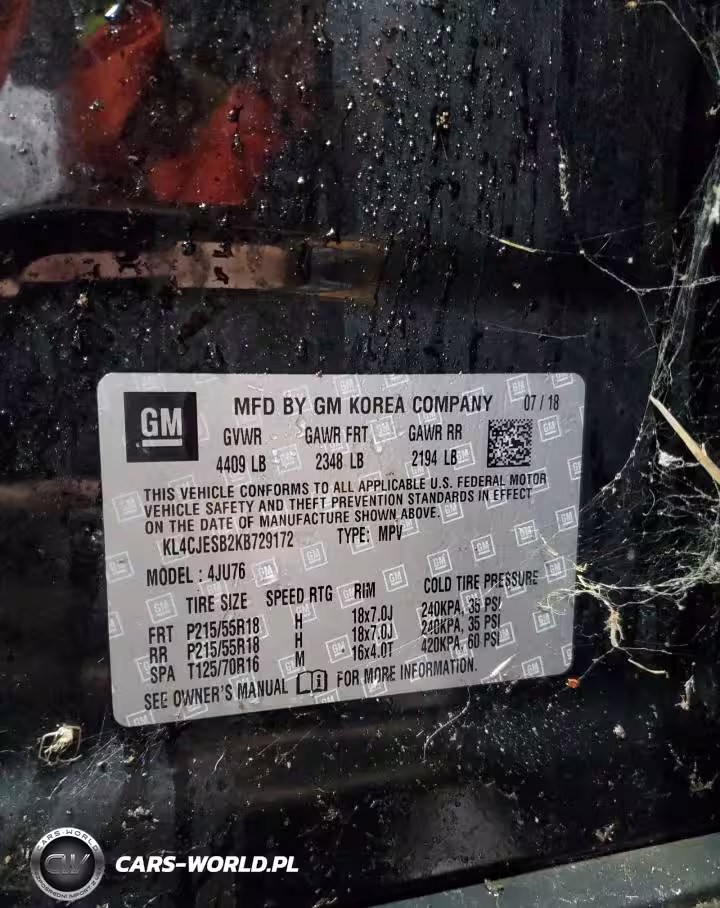 GM
MFD BY GM KOREA COMPANY 07 / 18
GVWR GAWR FRT GAWR RR
4409 LB 2348 LB 2194 LB
THIS VEHICLE CONFORMS TO ALL APPLICABLE U.S. FEDERAL MOTOR
VEHICLE SAFETY AND THEFT PREVENTION STANDARDS IN EFFECT
ON THE DATE OF MANUFACTURE SHOWN ABOVE.
KL4CJESB2KB729172 TYPE: MPV
MODEL : 4JU76
TIRE SIZE SPEED RTG RIM COLD TIRE PRESSURE
FRT P215/55R18 H 18x7.0J 240KPA, 35 PSI
RR P215/55R18 H 18x7.0J 240KPA, 35 PSI
SPA T125/70R16 M 16x4.0T 420KPA, 60 PSI
SEE OWNER'S MANUAL FOR MORE INFORMATION.
CARS-WORLD
CW
CARS-WORLD.PL